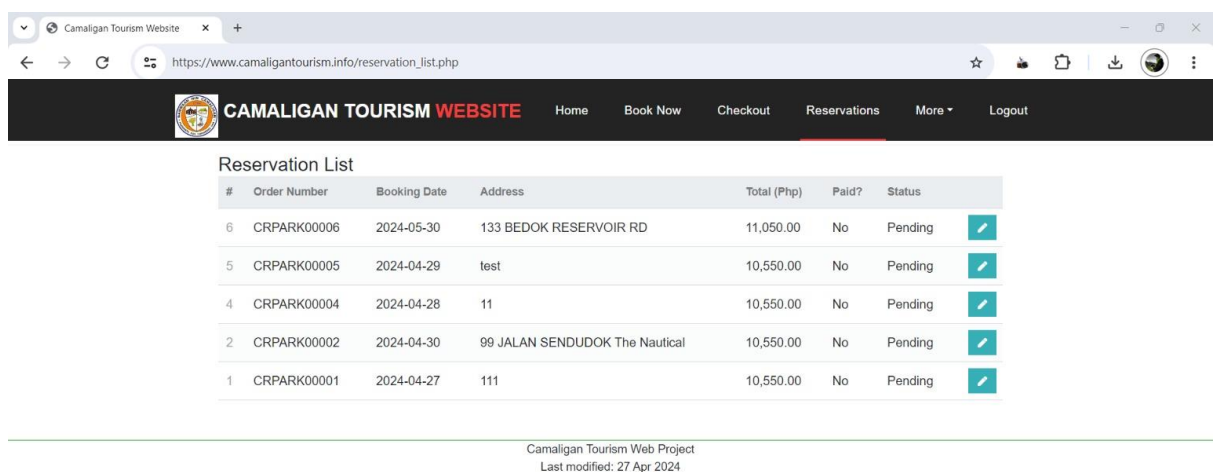 Camaligan Tourism Website
https://www.camaligantourism.info/reservation_list.php
CAMALIGAN TOURISM WEBSITE Home Book Now Checkout Reservations More Logout
Reservation List
# Order Number Booking Date Address Total (Php) Paid? Status
6 CRPARK00006 2024-05-30 133 BEDOK RESERVOIR RD 11,050.00 No Pending
5 CRPARK00005 2024-04-29 test 10,550.00 No Pending
4 CRPARK00004 2024-04-28 11 10,550.00 No Pending
2 CRPARK00002 2024-04-30 99 JALAN SENDUDOK The Nautical 10,550.00 No Pending
1 CRPARK00001 2024-04-27 111 10,550.00 No Pending
Camaligan Tourism Web Project
Last modified: 27 Apr 2024